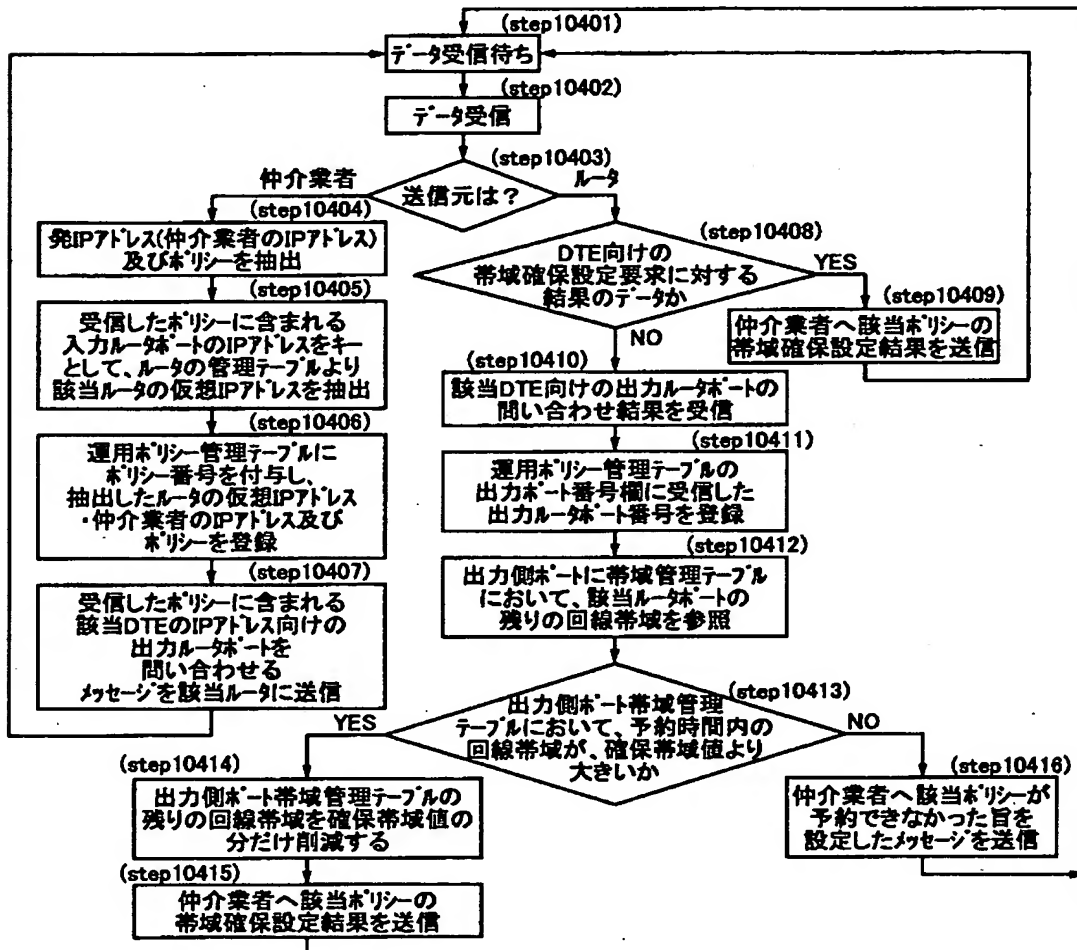 (step10401)
データ受信待ち
(step10402)
データ受信
(step10403)
送信元は?
仲介業者
ルータ
(step10404)
発IPアドレス(仲介業者のIPアドレス)
及びポリシーを抽出
(step10405)
受信したポリシーに含まれる
入力ルータポートのIPアドレスをキー
として、ルータの管理テーブルより
該当ルータの仮想IPアドレスを抽出
(step10406)
運用ポリシー管理テーブルに
ポリシー番号を付与し、
抽出したルータの仮想IPアドレス
・仲介業者のIPアドレス及び
ポリシーを登録
(step10407)
受信したポリシーに含まれる
該当DTEのIPアドレス向けの
出力ルータポートを
問い合わせる
メッセージを該当ルータに送信
(step10408)
DTE向けの
帯域確保設定要求に対する
結果のデータか
YES
NO
(step10409)
仲介業者へ該当ポリシーの
帯域確保設定結果を送信
(step10410)
該当DTE向けの出力ルータポートの
問い合わせ結果を受信
(step10411)
運用ポリシー管理テーブルの
出力ポート番号欄に受信した
出力ルータポート番号を登録
(step10412)
出力側ポートに帯域管理テーブル
において、該当ルータポートの
残りの回線帯域を参照
(step10413)
出力側ポート帯域管理
テーブルにおいて、予約時間内の
回線帯域が、確保帯域値より
大きいか
YES
NO
(step10414)
出力側ポート帯域管理テーブルの
残りの回線帯域を確保帯域値の
分だけ削減する
(step10415)
仲介業者へ該当ポリシーの
帯域確保設定結果を送信
(step10416)
仲介業者へ該当ポリシーが
予約できなかった旨を
設定したメッセージを送信